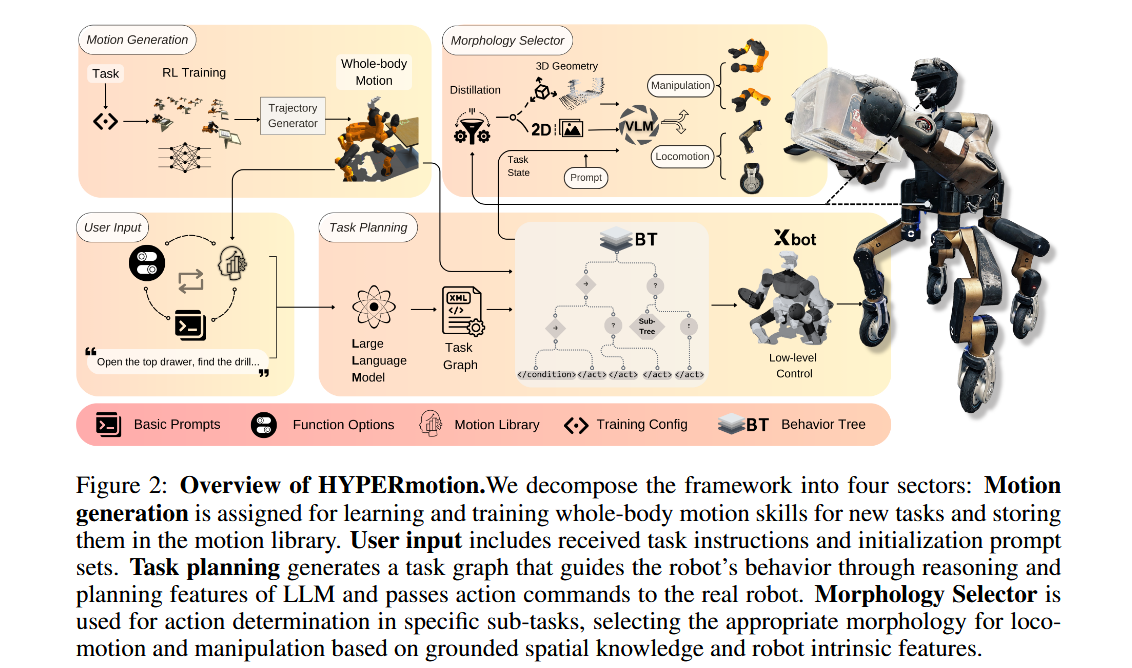 Motion Generation
Task
RL Training
Trajectory
Generator
Whole-body
Motion
Morphology Selector
Distillation
3D Geometry
2D
Task
State
Prompt
VLM
Manipulation
Locomotion
User Input
“Open the top drawer, find the drill...”
Task Planning
Large
Language
Model
XML
</>
Task
Graph
BT
?
?
Sub-
Tree
!
</condition> </act> </act> </act> </act>
Xbot
Low-level
Control
Basic Prompts
Function Options
Motion Library
Training Config
BT Behavior Tree
Figure 2: Overview of HYPERmotion.We decompose the framework into four sectors: Motion
generation is assigned for learning and training whole-body motion skills for new tasks and storing
them in the motion library. User input includes received task instructions and initialization prompt
sets. Task planning generates a task graph that guides the robot’s behavior through reasoning and
planning features of LLM and passes action commands to the real robot. Morphology Selector is
used for action determination in specific sub-tasks, selecting the appropriate morphology for loco-
motion and manipulation based on grounded spatial knowledge and robot intrinsic features.